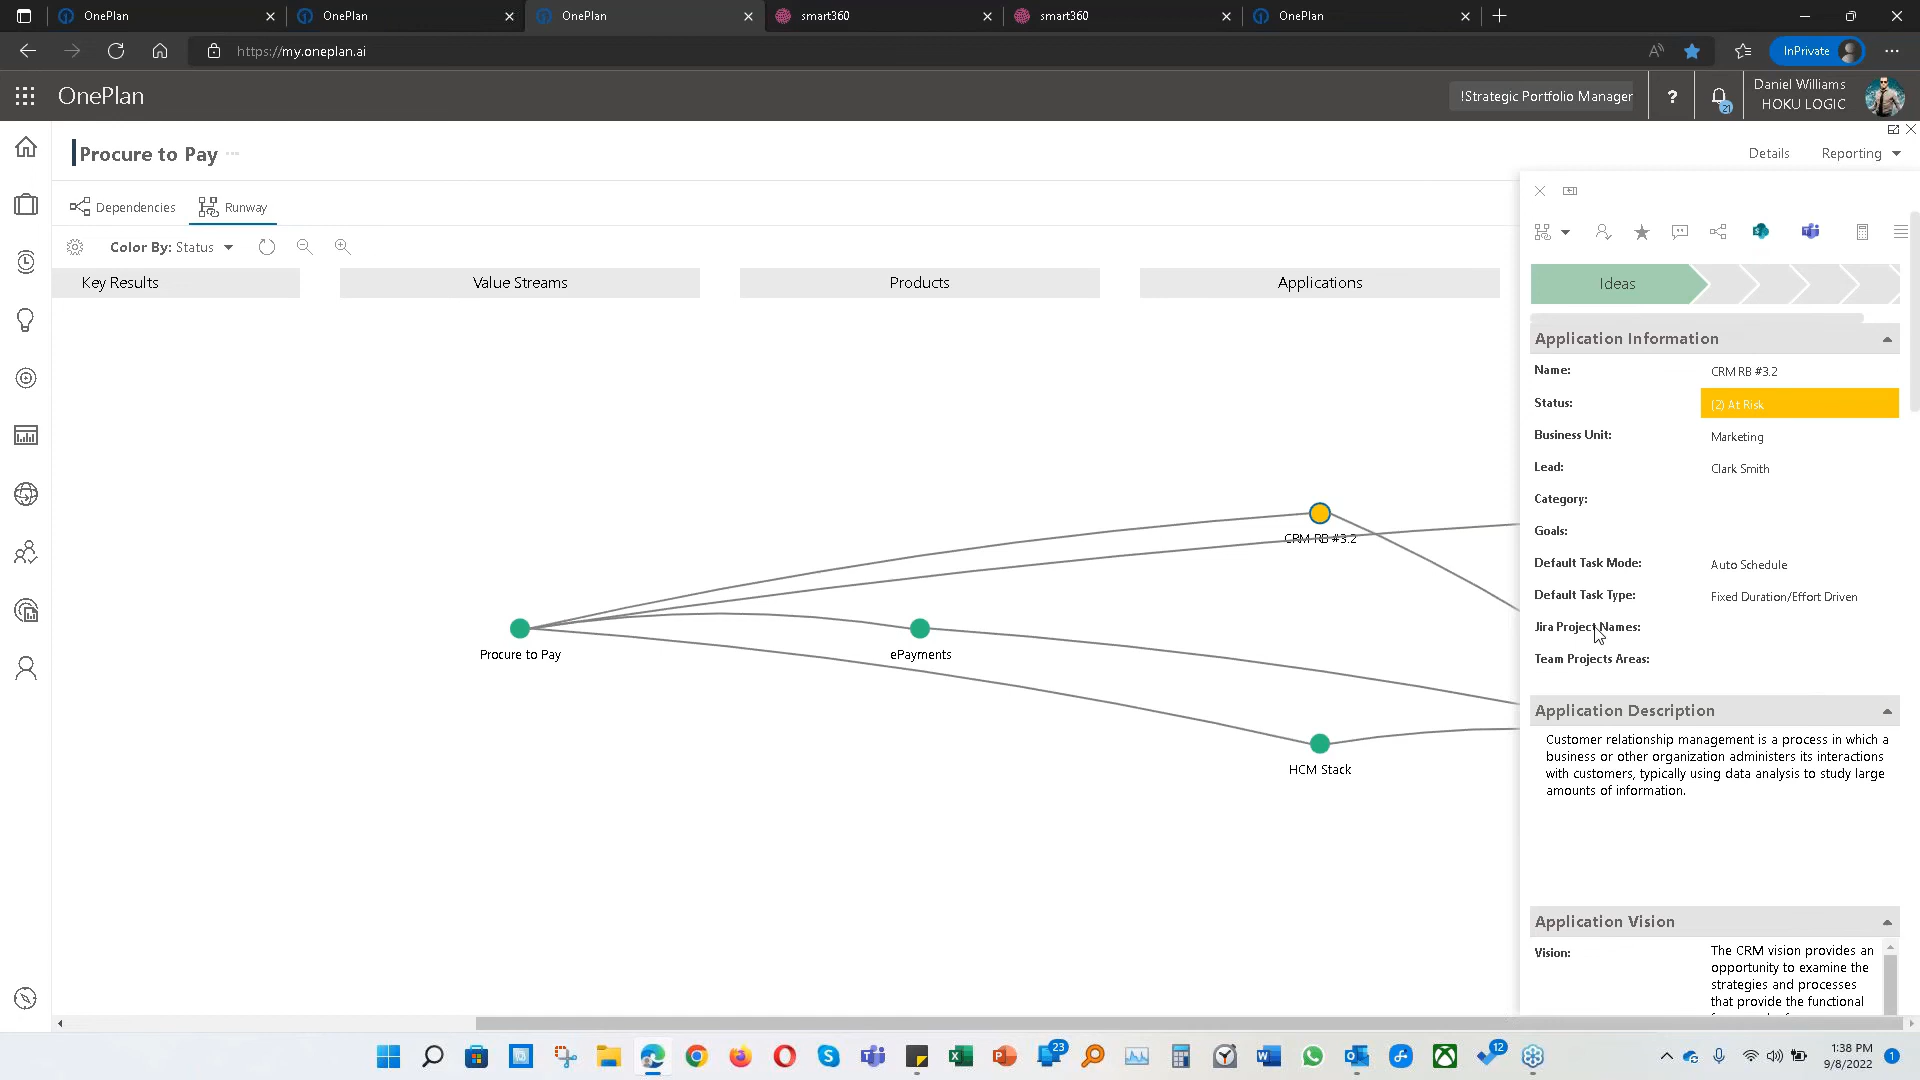 OnePlan
OnePlan
OnePlan
smart360
smart360
OnePlan
https://my.oneplan.ai
InPrivate
OnePlan
!Strategic Portfolio Manager
?
21
Daniel Williams
HOKU LOGIC
Procure to Pay
Details
Reporting
Dependencies
Runway
Color By: Status
Key Results
Value Streams
Products
Applications
Ideas
Application Information
Name:
CRM RB #3.2
Status:
(2) At Risk
Business Unit:
Marketing
Lead:
Clark Smith
Category:
Goals:
Default Task Mode:
Auto Schedule
Default Task Type:
Fixed Duration/Effort Driven
Jira Project Names:
Team Projects Areas:
CRM RB #3.2
Procure to Pay
ePayments
HCM Stack
Application Description
Customer relationship management is a process in which a
business or other organization administers its interactions
with customers, typically using data analysis to study large
amounts of information.
Application Vision
Vision:
The CRM vision provides an
opportunity to examine the
strategies and processes
that provide the functional
23
12
1:38 PM
9/8/2022
1